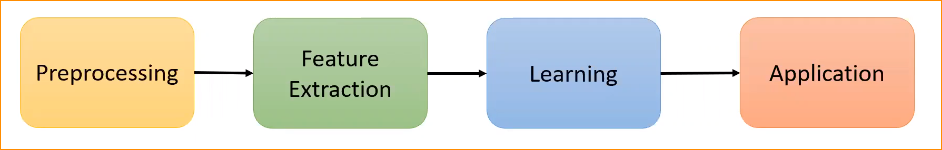 Preprocessing
Feature
Extraction
Learning
Application